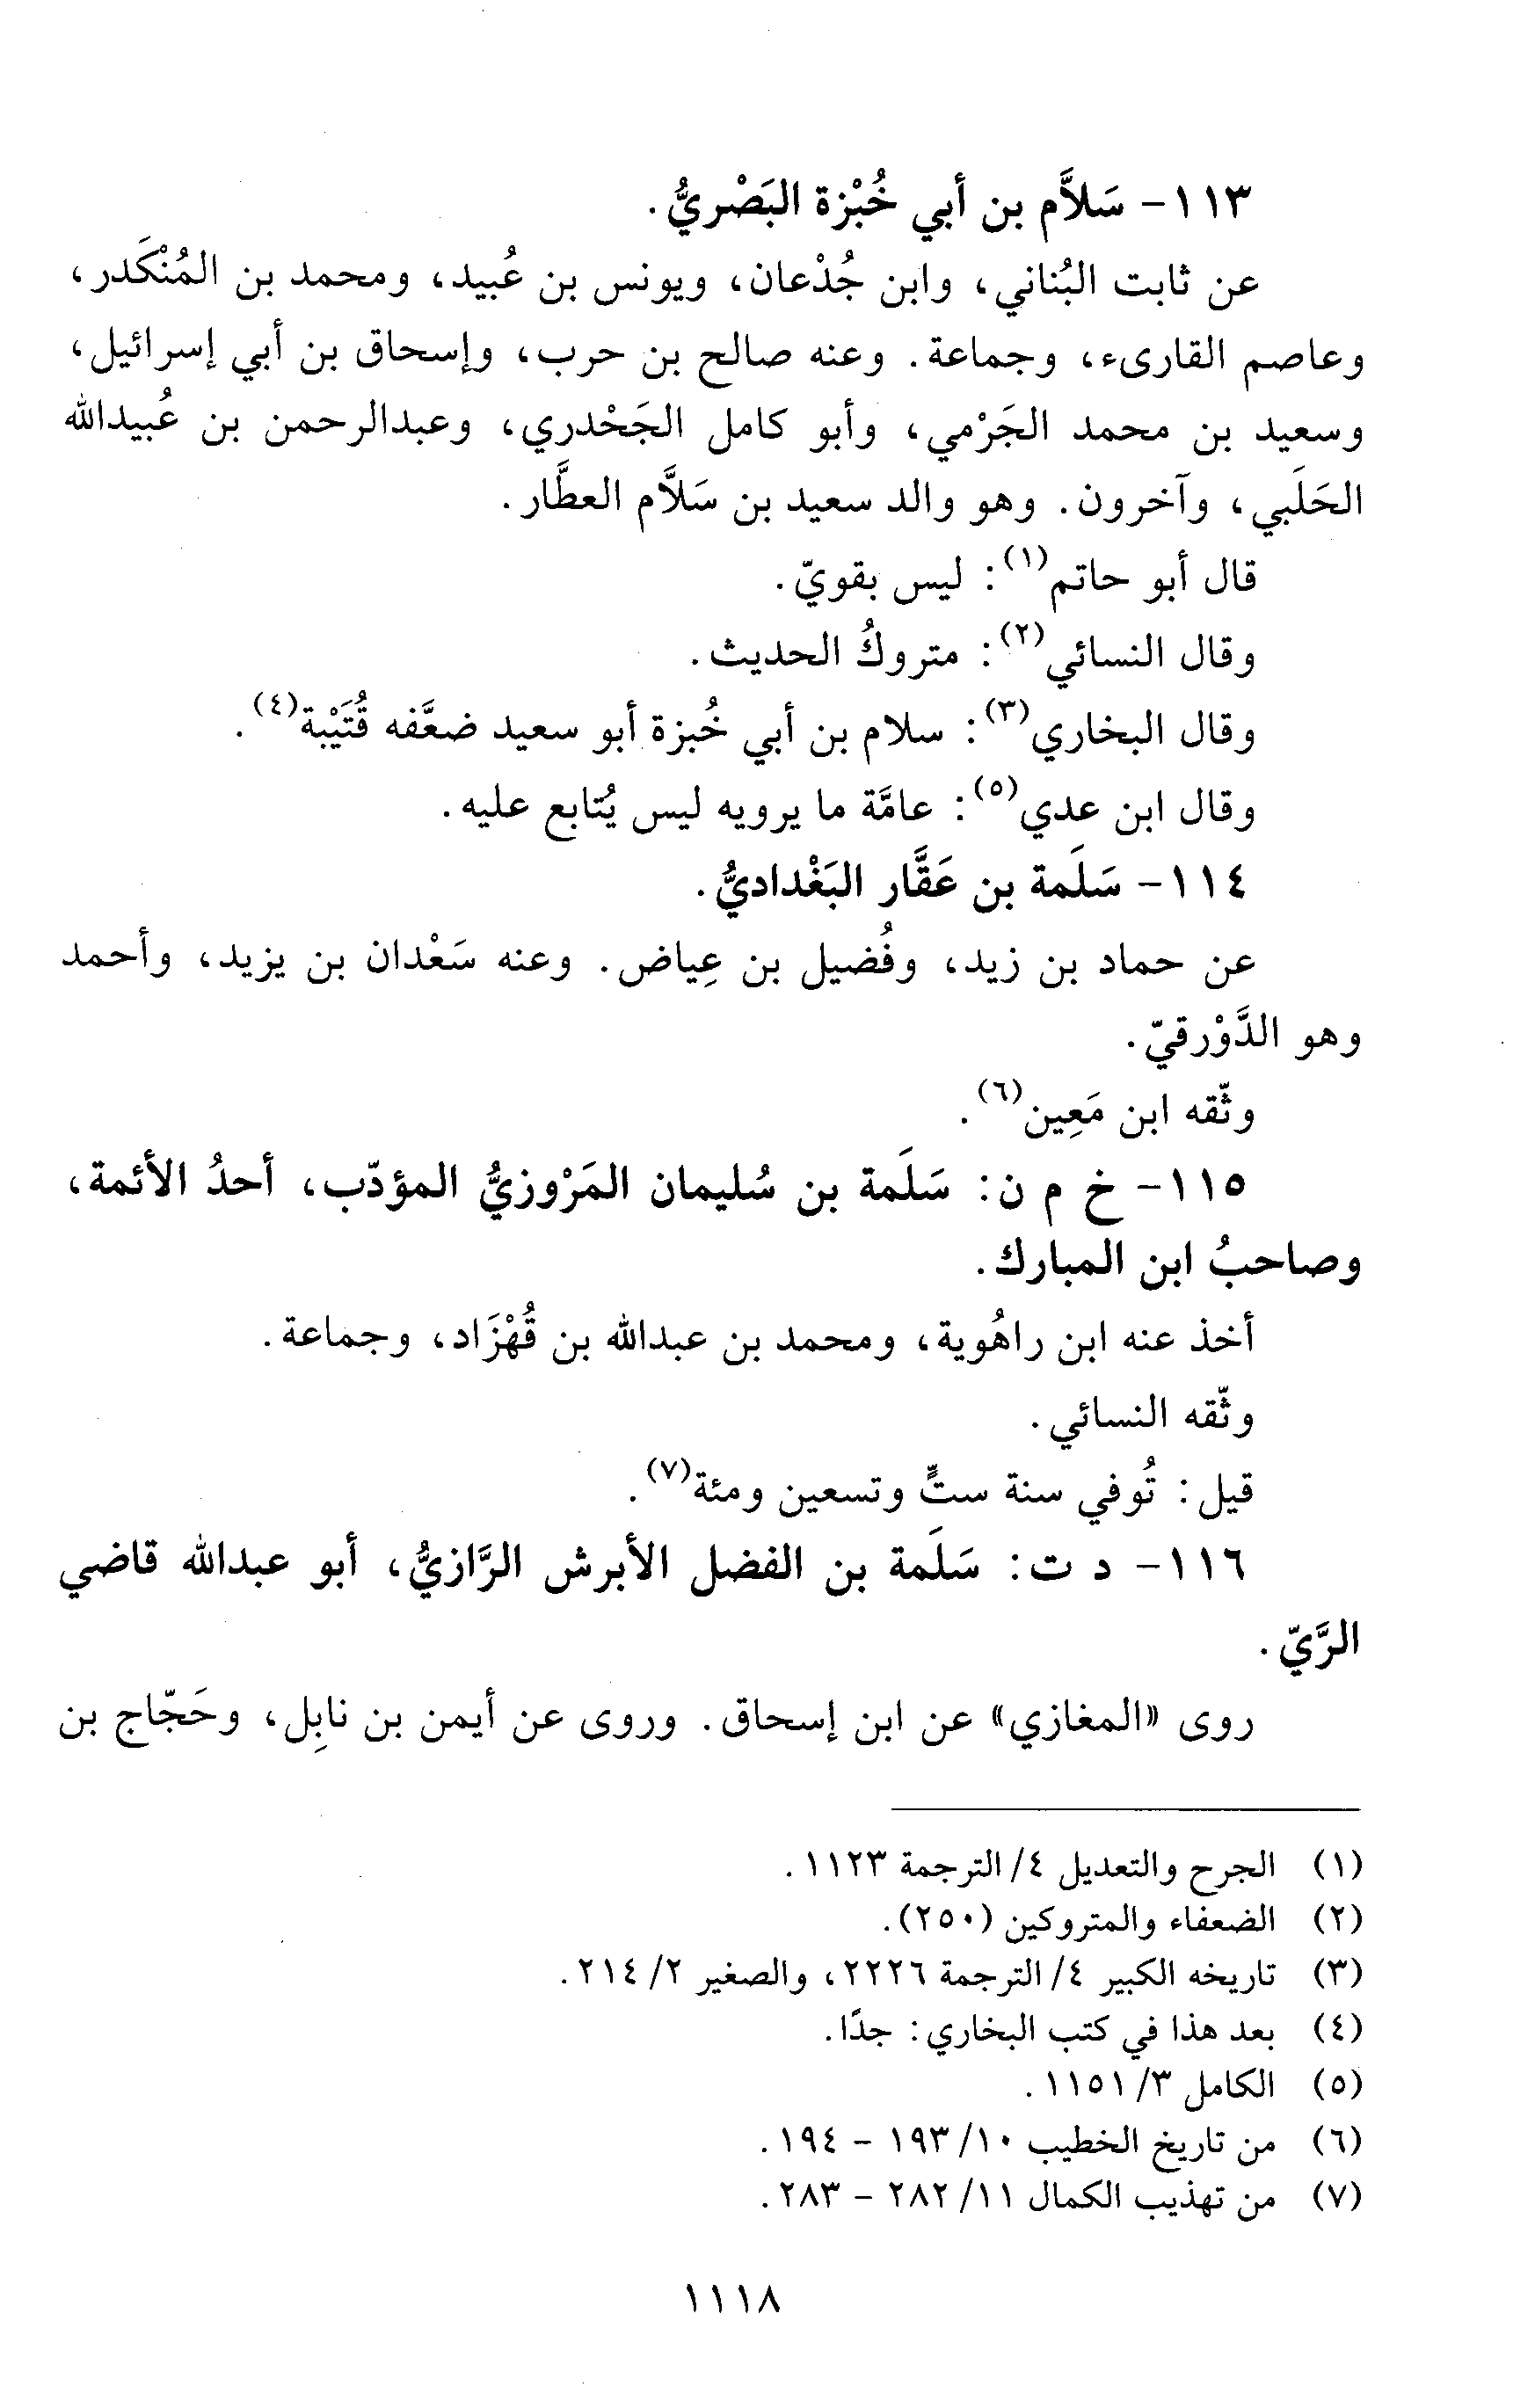 ١١٣- سَلاَّم بن أبي خُبْزة البَصْريُّ.
عن ثابت البُناني، وابن جُدْعان، ويونس بن عُبيد، ومحمد بن المُنْكَدر،
وعاصم القارىء، وجماعة. وعنه صالح بن حرب، وإسحاق بن أبي إسرائيل،
وسعيد بن محمد الجَرْمي، وأبو كامل الجَحْدري، وعبدالرحمن بن عُبيدالله
الحَلَبي، وآخرون. وهو والد سعيد بن سَلاَّم العطَّار.
قال أبو حاتم(١): ليس بقويّ.
وقال النسائي(٢): متروكُ الحديث.
وقال البخاري(٣): سلام بن أبي خُبزة أبو سعيد ضعَّفه قُتَيْبة(٤).
وقال ابن عدي(٥): عامَّة ما يرويه ليس يُتابع عليه.
١١٤- سَلَمة بن عَقَّار البَغْداديُّ.
عن حماد بن زيد، وفُضيل بن عِياض. وعنه سَعْدان بن يزيد، وأحمد
وهو الدَّوْرقيّ.
وثّقه ابن مَعِين(٦).
١١٥- خ م ن: سَلَمة بن سُليمان المَرْوزيُّ المؤدّب، أحدُ الأئمة،
وصاحبُ ابن المبارك.
أخذ عنه ابن راهُوية، ومحمد بن عبدالله بن قُهْزَاد، وجماعة.
وثّقه النسائي.
قيل: تُوفي سنة ستٍّ وتسعين ومئة(٧).
١١٦- د ت: سَلَمة بن الفضل الأبرش الرَّازيُّ، أبو عبدالله قاضي
الرَّيّ.
روى «المغازي» عن ابن إسحاق. وروى عن أيمن بن نابِل، وحَجّاج بن
(١) الجرح والتعديل ٤/ الترجمة ١١٢٣.
(٢) الضعفاء والمتروكين (٢٥٠).
(٣) تاريخه الكبير ٤/ الترجمة ٢٢٢٦، والصغير ٢/ ٢١٤.
(٤) بعد هذا في كتب البخاري: جدًا.
(٥) الكامل ٣/ ١١٥١.
(٦) من تاريخ الخطيب ١٠/ ١٩٣ - ١٩٤.
(٧) من تهذيب الكمال ١١/ ٢٨٢ - ٢٨٣.
١١١٨